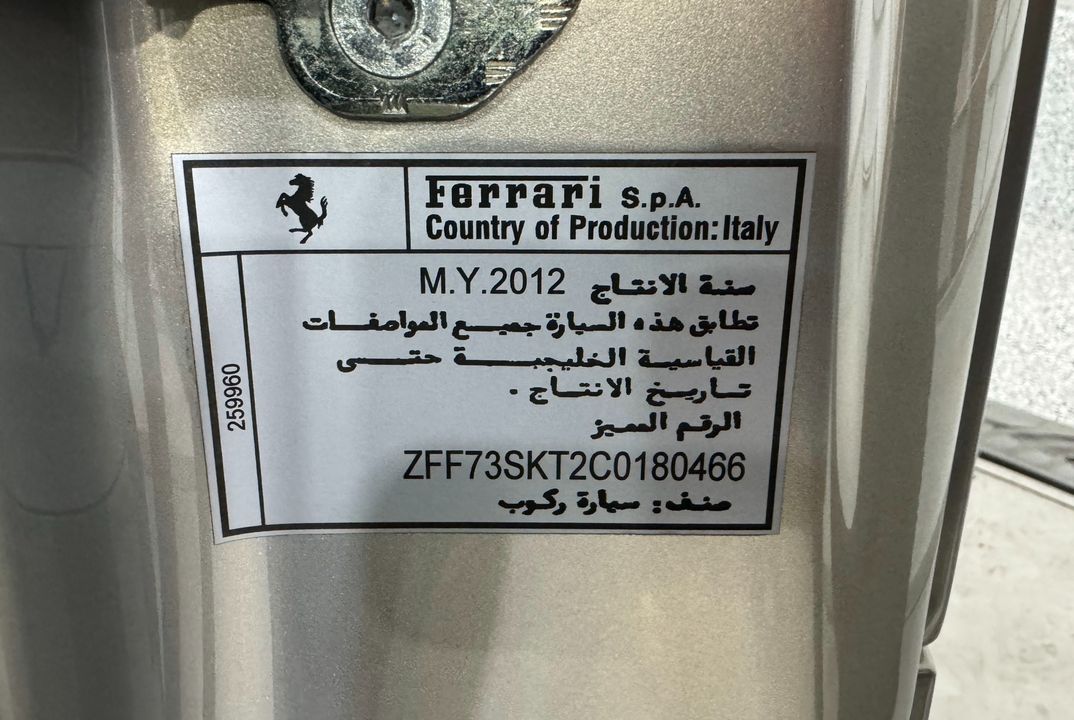 Ferrari S.p.A.
Country of Production: Italy
سنة الانتاج M.Y.2012
تطابق هذه السيارة جميع المواصفات
القياسية الخليجية حتى
تاريخ الانتاج .
الرقم المميز
ZFF73SKT2C0180466
صنف: سيارة ركوب
259960